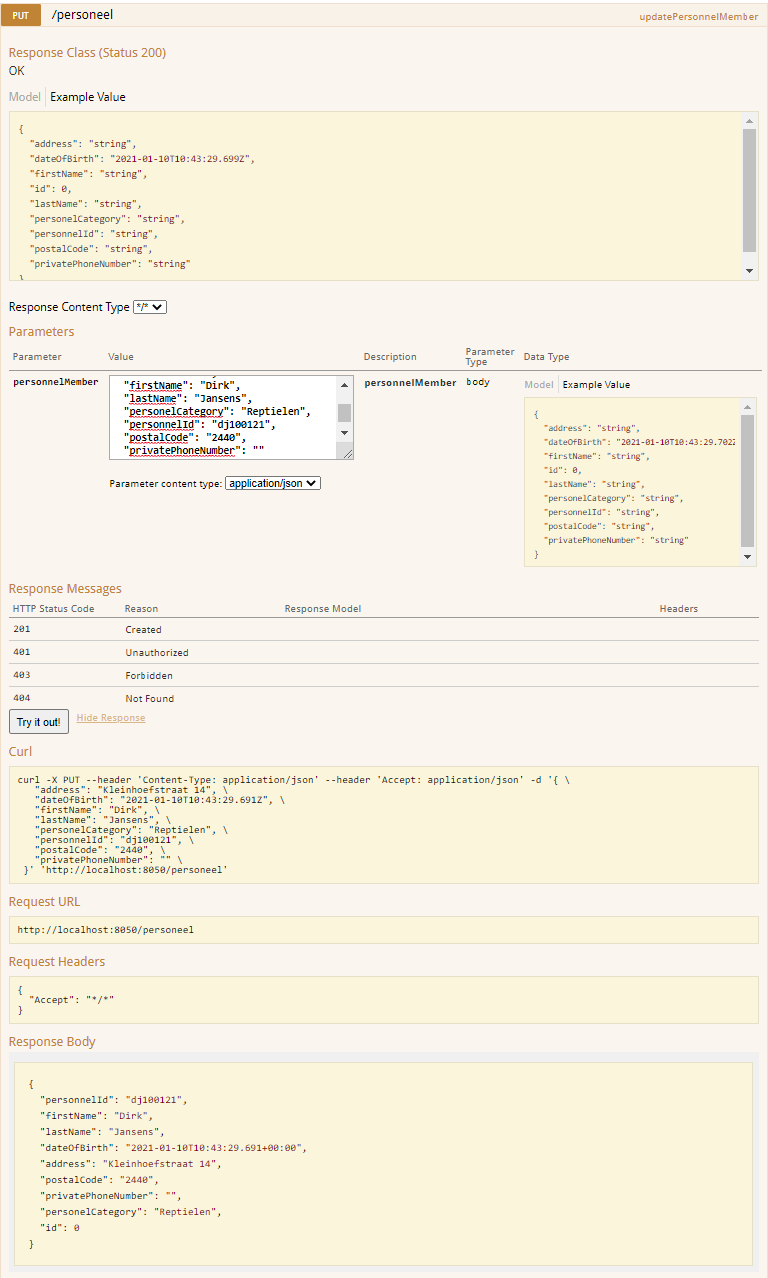 PUT /personeel updatePersonnelMember
Response Class (Status 200)
OK
Model Example Value
{
"address": "string",
"dateOfBirth": "2021-01-10T10:43:29.699Z",
"firstName": "string",
"id": 0,
"lastName": "string",
"personelCategory": "string",
"personnelId": "string",
"postalCode": "string",
"privatePhoneNumber": "string"
}
Response Content Type */*
Parameters
Parameter Value Description Parameter Type Data Type
personnelMember
"firstName": "Dirk",
"lastName": "Jansens",
"personelCategory": "Reptielen",
"personnelId": "dj100121",
"postalCode": "2440",
"privatePhoneNumber": ""
Parameter content type: application/json
personnelMember body
Model Example Value
{
"address": "string",
"dateOfBirth": "2021-01-10T10:43:29.702Z
"firstName": "string",
"id": 0,
"lastName": "string",
"personelCategory": "string",
"personnelId": "string",
"postalCode": "string",
"privatePhoneNumber": "string"
}
Response Messages
HTTP Status Code Reason Response Model Headers
201 Created
401 Unauthorized
403 Forbidden
404 Not Found
Try it out! Hide Response
Curl
curl -X PUT --header 'Content-Type: application/json' --header 'Accept: application/json' -d '{ \
"address": "Kleinhoefstraat 14", \
"dateOfBirth": "2021-01-10T10:43:29.691Z", \
"firstName": "Dirk", \
"lastName": "Jansens", \
"personelCategory": "Reptielen", \
"personnelId": "dj100121", \
"postalCode": "2440", \
"privatePhoneNumber": "" \
}' 'http://localhost:8050/personeel'
Request URL
http://localhost:8050/personeel
Request Headers
{
"Accept": "*/*"
}
Response Body
{
"personnelId": "dj100121",
"firstName": "Dirk",
"lastName": "Jansens",
"dateOfBirth": "2021-01-10T10:43:29.691+00:00",
"address": "Kleinhoefstraat 14",
"postalCode": "2440",
"privatePhoneNumber": "",
"personelCategory": "Reptielen",
"id": 0
}